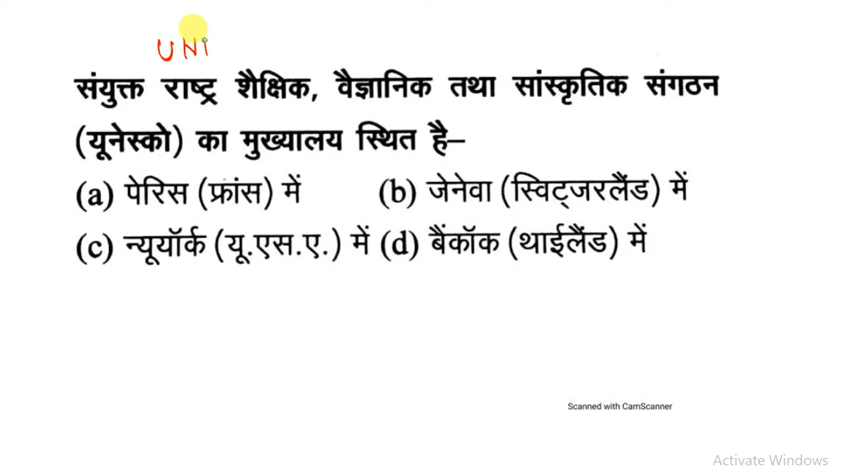 UNI
संयुक्त राष्ट्र शैक्षिक, वैज्ञानिक तथा सांस्कृतिक संगठन
(यूनेस्को) का मुख्यालय स्थित है–
(a) पेरिस (फ्रांस) में (b) जेनेवा (स्विट्जरलैंड) में
(c) न्यूयॉर्क (यू.एस.ए.) में (d) बैंकॉक (थाईलैंड) में
Scanned with CamScanner
Activate Windows